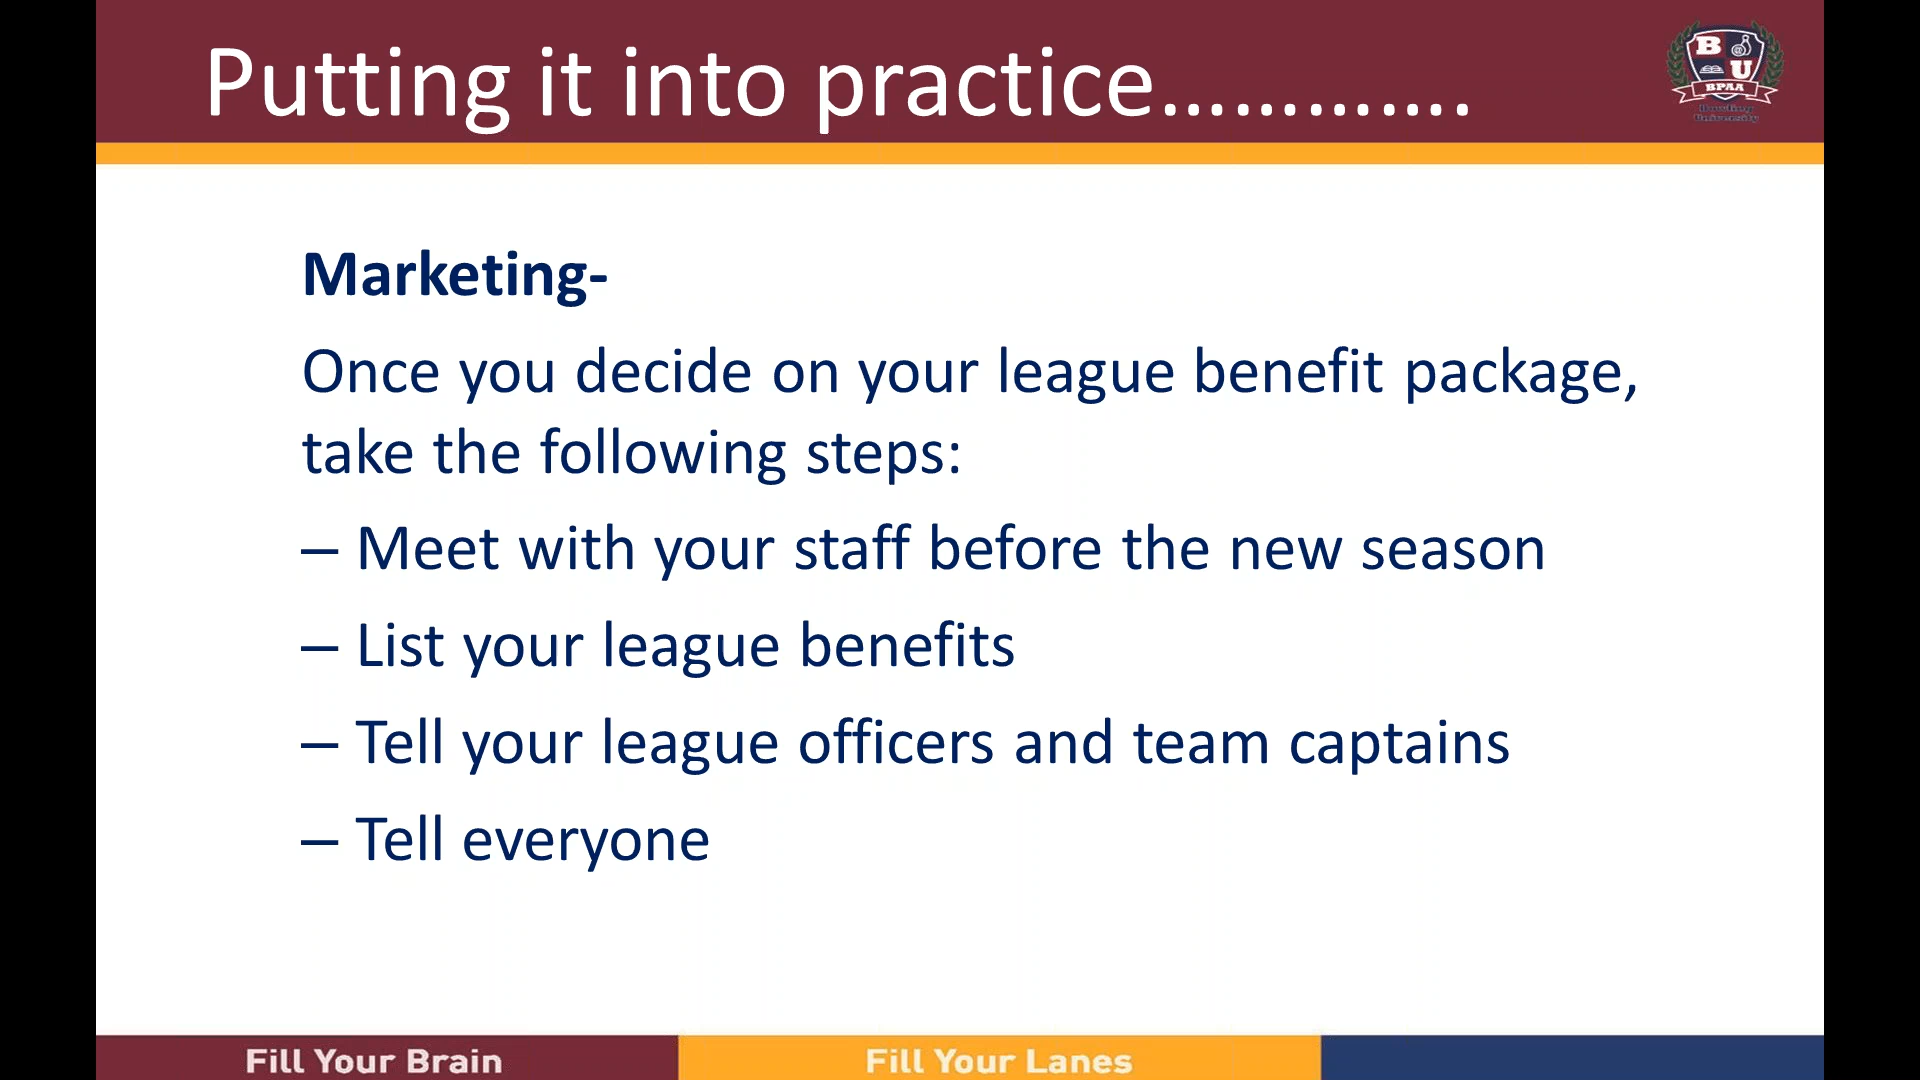 Putting it into practice………….
B U
BPAA
Bowling
University
Marketing-
Once you decide on your league benefit package,
take the following steps:
– Meet with your staff before the new season
– List your league benefits
– Tell your league officers and team captains
– Tell everyone
Fill Your Brain
Fill Your Lanes